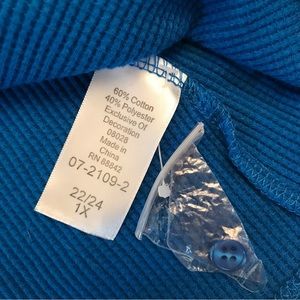 60% Cotton
40% Polyester
Exclusive Of
Decoration
08028
Made in
China
RN 88842
07-2109-2
22/24
1X